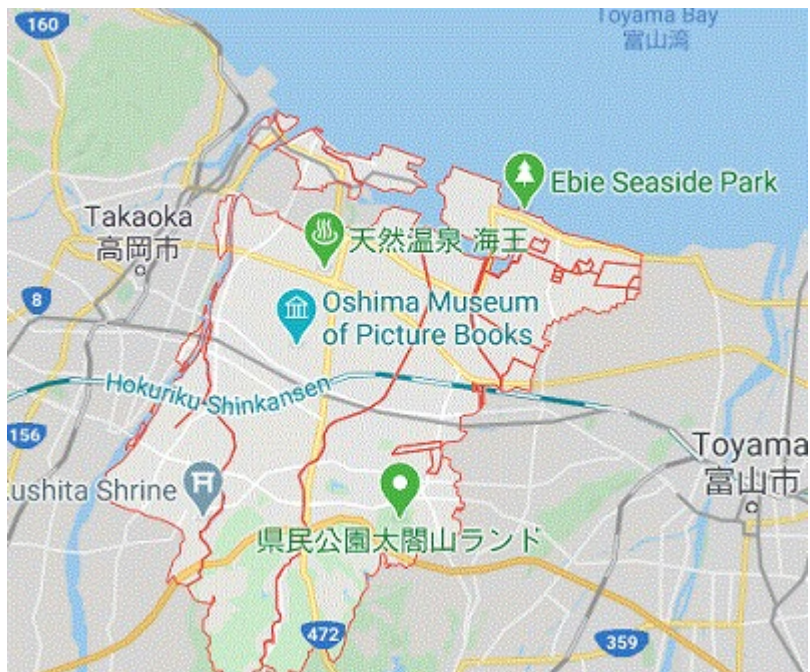 160
Toyama Bay
富山湾
Ebie Seaside Park
Takaoka
高岡市
天然温泉 海王
8
Oshima Museum
of Picture Books
Hokuriku Shinkansen
156
Toyama
富山市
Kushita Shrine
県民公園太閤山ランド
472
359